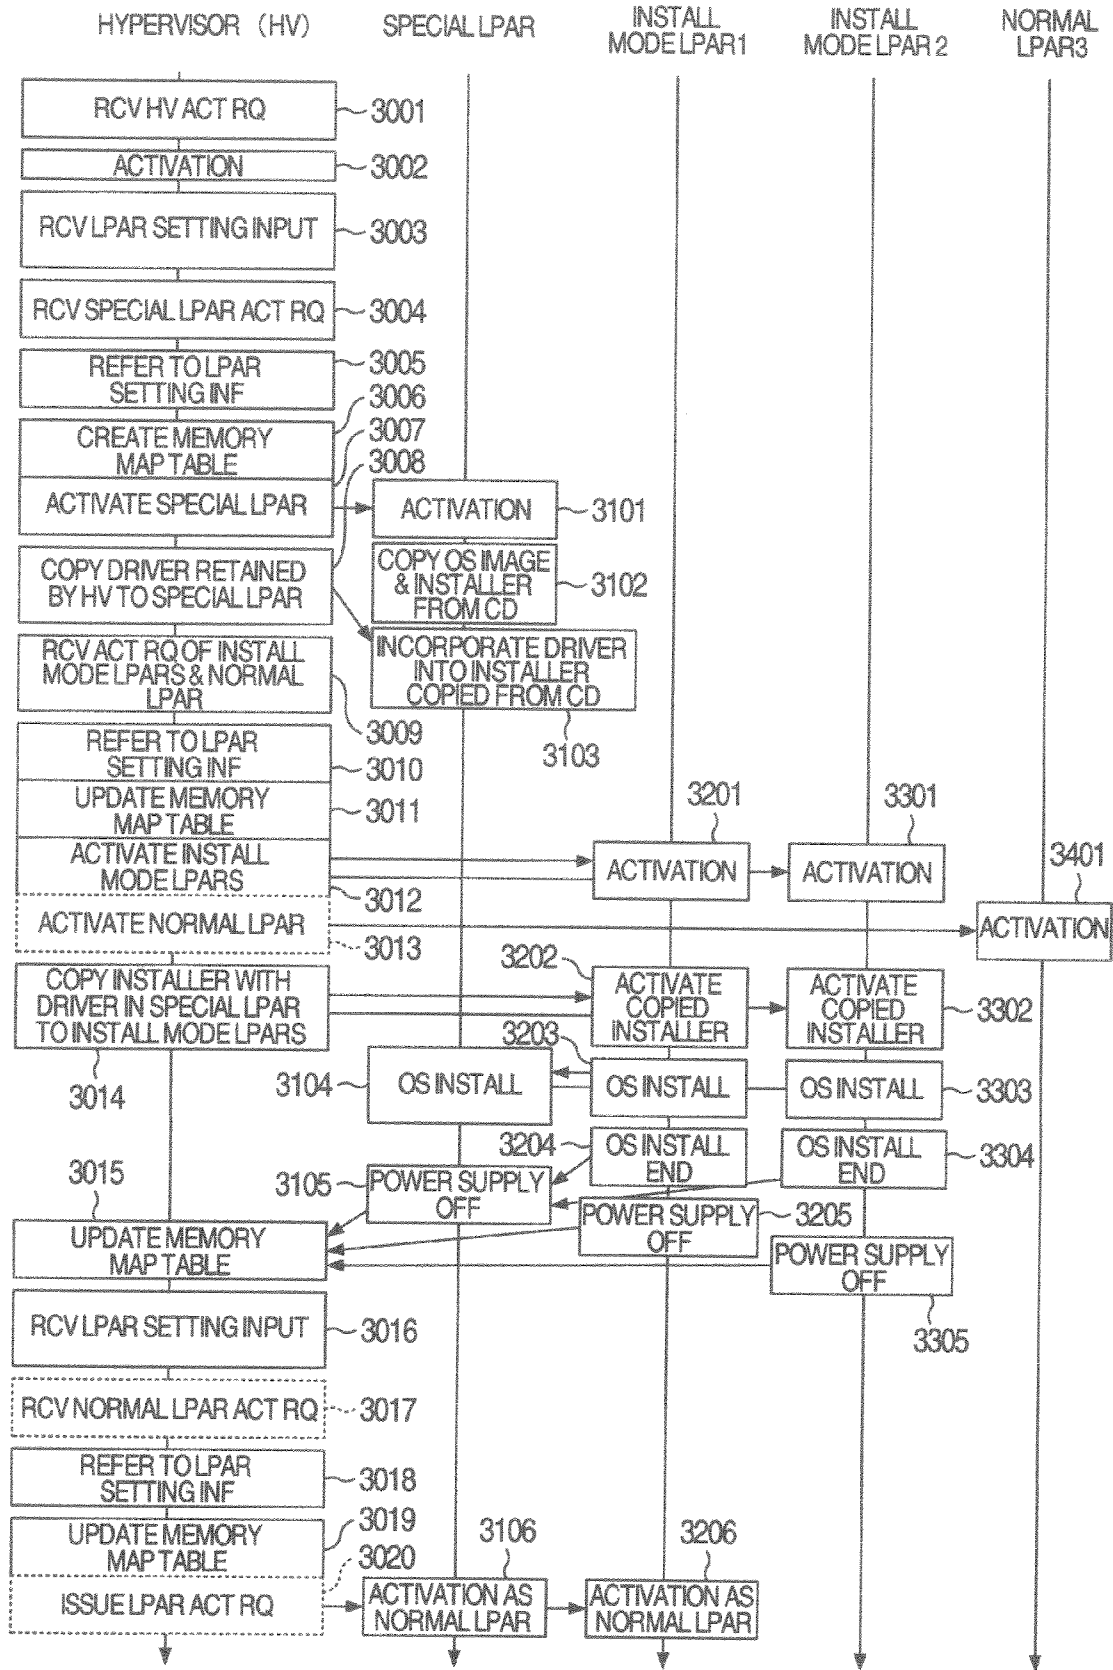 HYPERVISOR (HV)
SPECIAL LPAR
INSTALL
MODE LPAR1
INSTALL
MODE LPAR 2
NORMAL
LPAR3
RCV HV ACT RQ
3001
ACTIVATION
3002
RCV LPAR SETTING INPUT
3003
RCV SPECIAL LPAR ACT RQ
3004
REFER TO LPAR
SETTING INF
3005
3006
CREATE MEMORY
MAP TABLE
3007
3008
ACTIVATE SPECIAL LPAR
ACTIVATION
3101
COPY DRIVER RETAINED
BY HV TO SPECIAL LPAR
COPY OS IMAGE
& INSTALLER
FROM CD
3102
RCV ACT RQ OF INSTALL
MODE LPARS & NORMAL
LPAR
3009
INCORPORATE DRIVER
INTO INSTALLER
COPIED FROM CD
3103
REFER TO LPAR
SETTING INF
3010
UPDATE MEMORY
MAP TABLE
3011
3201
3301
ACTIVATE INSTALL
MODE LPARS
3012
ACTIVATION
ACTIVATION
3401
ACTIVATE NORMAL LPAR
3013
ACTIVATION
3202
COPY INSTALLER WITH
DRIVER IN SPECIAL LPAR
TO INSTALL MODE LPARS
3014
ACTIVATE
COPIED
INSTALLER
ACTIVATE
COPIED
INSTALLER
3302
3203
3104
OS INSTALL
OS INSTALL
OS INSTALL
3303
3204
OS INSTALL
END
OS INSTALL
END
3304
3015
3105
POWER SUPPLY
OFF
POWER SUPPLY
OFF
3205
UPDATE MEMORY
MAP TABLE
POWER SUPPLY
OFF
3305
RCV LPAR SETTING INPUT
3016
RCV NORMAL LPAR ACT RQ
3017
REFER TO LPAR
SETTING INF
3018
UPDATE MEMORY
MAP TABLE
3019
3020
3106
3206
ISSUE LPAR ACT RQ
ACTIVATION AS
NORMAL LPAR
ACTIVATION AS
NORMAL LPAR